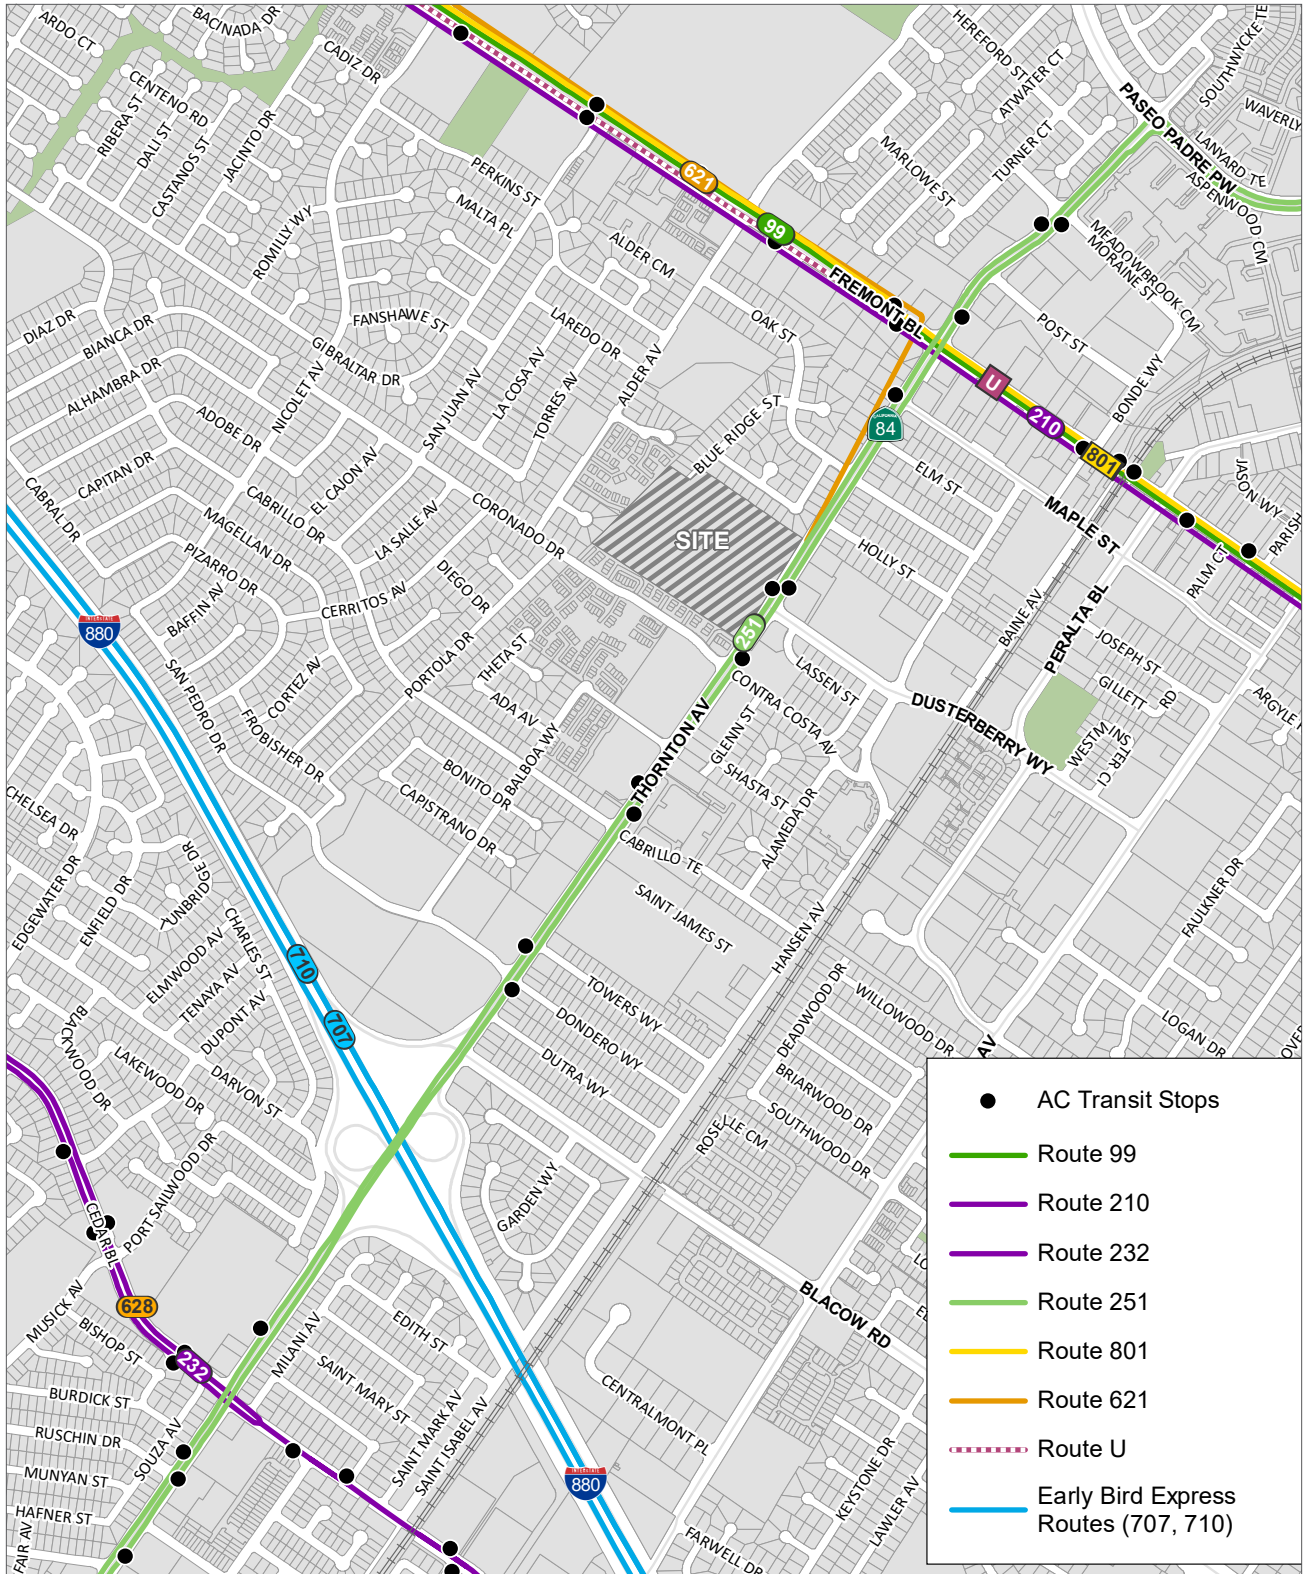 ARDO CT
BACINADA DR
CADIZ DR
CENTENO RD
RIBERA ST
DALI ST
CASTANOS ST
JACINTO DR
PERKINS ST
MALTA PL
ROMILLY WY
ALDER CM
621
99
FREMONT BL
HEREFORD ST
ATWATER CT
SOUTHWYCKE TE
WAVERLY
PASEO PADRE PW
LANYARD TE
ASPENWOOD CM
MARLOWE ST
TURNER CT
MEADOWBROOK CM
MORAINE ST
POST ST
BONDE WY
OAK ST
DIAZ DR
BIANCA DR
ALHAMBRA DR
FANSHAWE ST
GIBRALTAR DR
LAREDO DR
ALDER AV
NICOLET AV
SAN JUAN AV
LA COSA AV
TORRES AV
ADOBE DR
CAPITAN DR
CABRAL DR
EL CAJON AV
CABRILLO DR
LA SALLE AV
MAGELLAN DR
PIZARRO DR
BAFFIN AV
CERRITOS AV
CORONADO DR
DIEGO DR
BLUE RIDGE ST
SITE
CALIFORNIA
84
U
210
801
ELM ST
MAPLE ST
HOLLY ST
JASON WY
PARISH
PALM CT
BAINE AV
PERALTA BL
JOSEPH ST
GILLETT
RD
ARGYLE
WESTMINSTER CI
DUSTERBERRY WY
INTERSTATE
880
SAN PEDRO DR
CORTEZ AV
FROBISHER DR
PORTOLA DR
THETA ST
ADA AV
BALBOA WY
BONITO DR
CAPISTRANO DR
251
THORNTON AV
LASSEN ST
CONTRA COSTA AV
GLENN ST
SHASTA ST
ALAMEDA DR
CABRILLO TE
SAINT JAMES ST
HANSEN AV
FAULKNER DR
CHELSEA DR
EDGEWATER DR
ENFIELD DR
TUNBRIDGE DR
CHARLES ST
ELMWOOD AV
TENAYA AV
DUPONT AV
710
707
BLACKWOOD DR
LAKEWOOD DR
DARVON ST
PORT SAILWOOD DR
TOWERS WY
DONDERO WY
DUTRA WY
DEADWOOD DR
WILLOWOOD DR
LOGAN DR
AV
BRIARWOOD DR
SOUTHWOOD DR
GARDEN WY
BLACOW RD
CEDAR BL
628
232
MUSICK AV
BISHOP ST
BURDICK ST
RUSCHIN DR
MUNYAN ST
HAFNER ST
FAIR AV
SOUZA AV
MILANI AV
EDITH ST
SAINT MARY ST
SAINT MARK AV
SAINT ISABEL AV
CENTRALMONT PL
INTERSTATE
880
FARWELL DR
KEYSTONE DR
LAWLER AV
AC Transit Stops
Route 99
Route 210
Route 232
Route 251
Route 801
Route 621
Route U
Early Bird Express
Routes (707, 710)